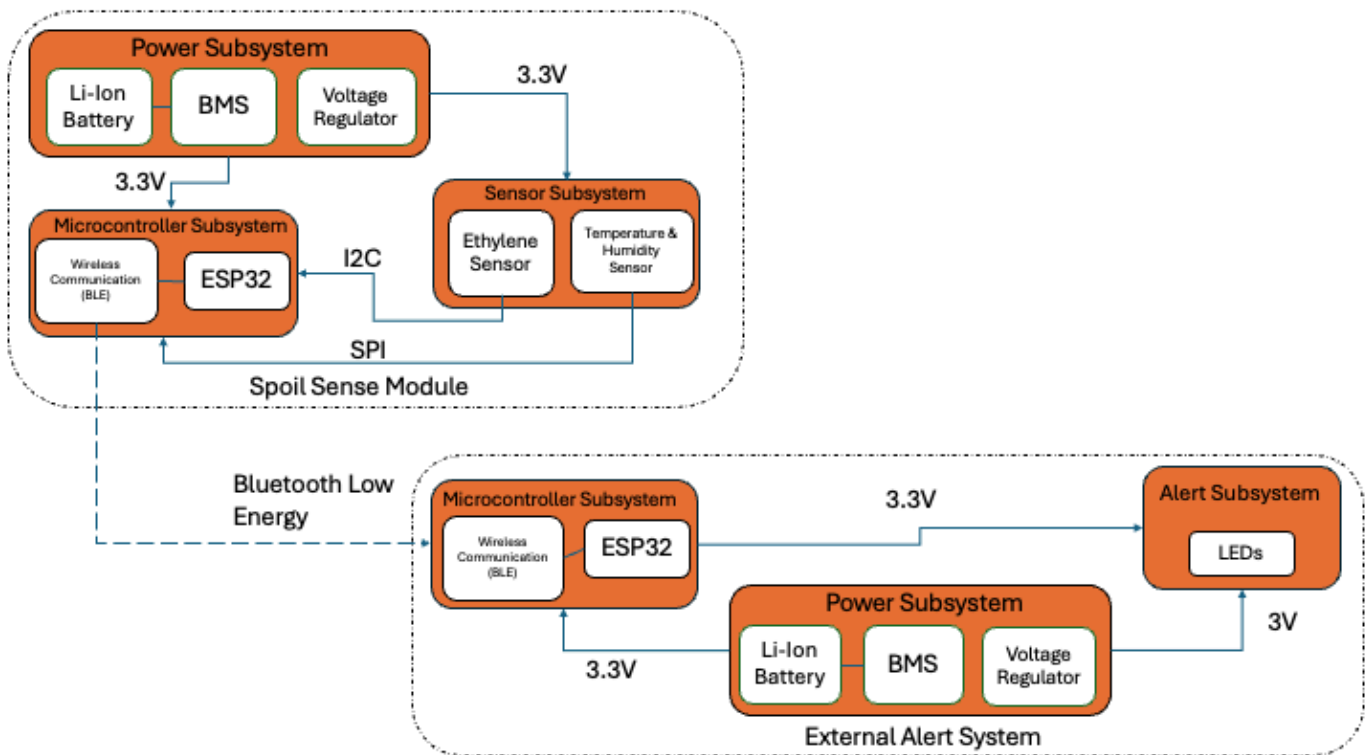 Power Subsystem
Li-Ion
Battery
BMS
Voltage
Regulator
3.3V
3.3V
Sensor Subsystem
Ethylene
Sensor
Temperature &
Humidity
Sensor
Microcontroller Subsystem
Wireless
Communication
(BLE)
ESP32
I2C
SPI
Spoil Sense Module
Bluetooth Low
Energy
Microcontroller Subsystem
Wireless
Communication
(BLE)
ESP32
3.3V
Alert Subsystem
LEDs
Power Subsystem
Li-Ion
Battery
BMS
Voltage
Regulator
3.3V
3V
External Alert System